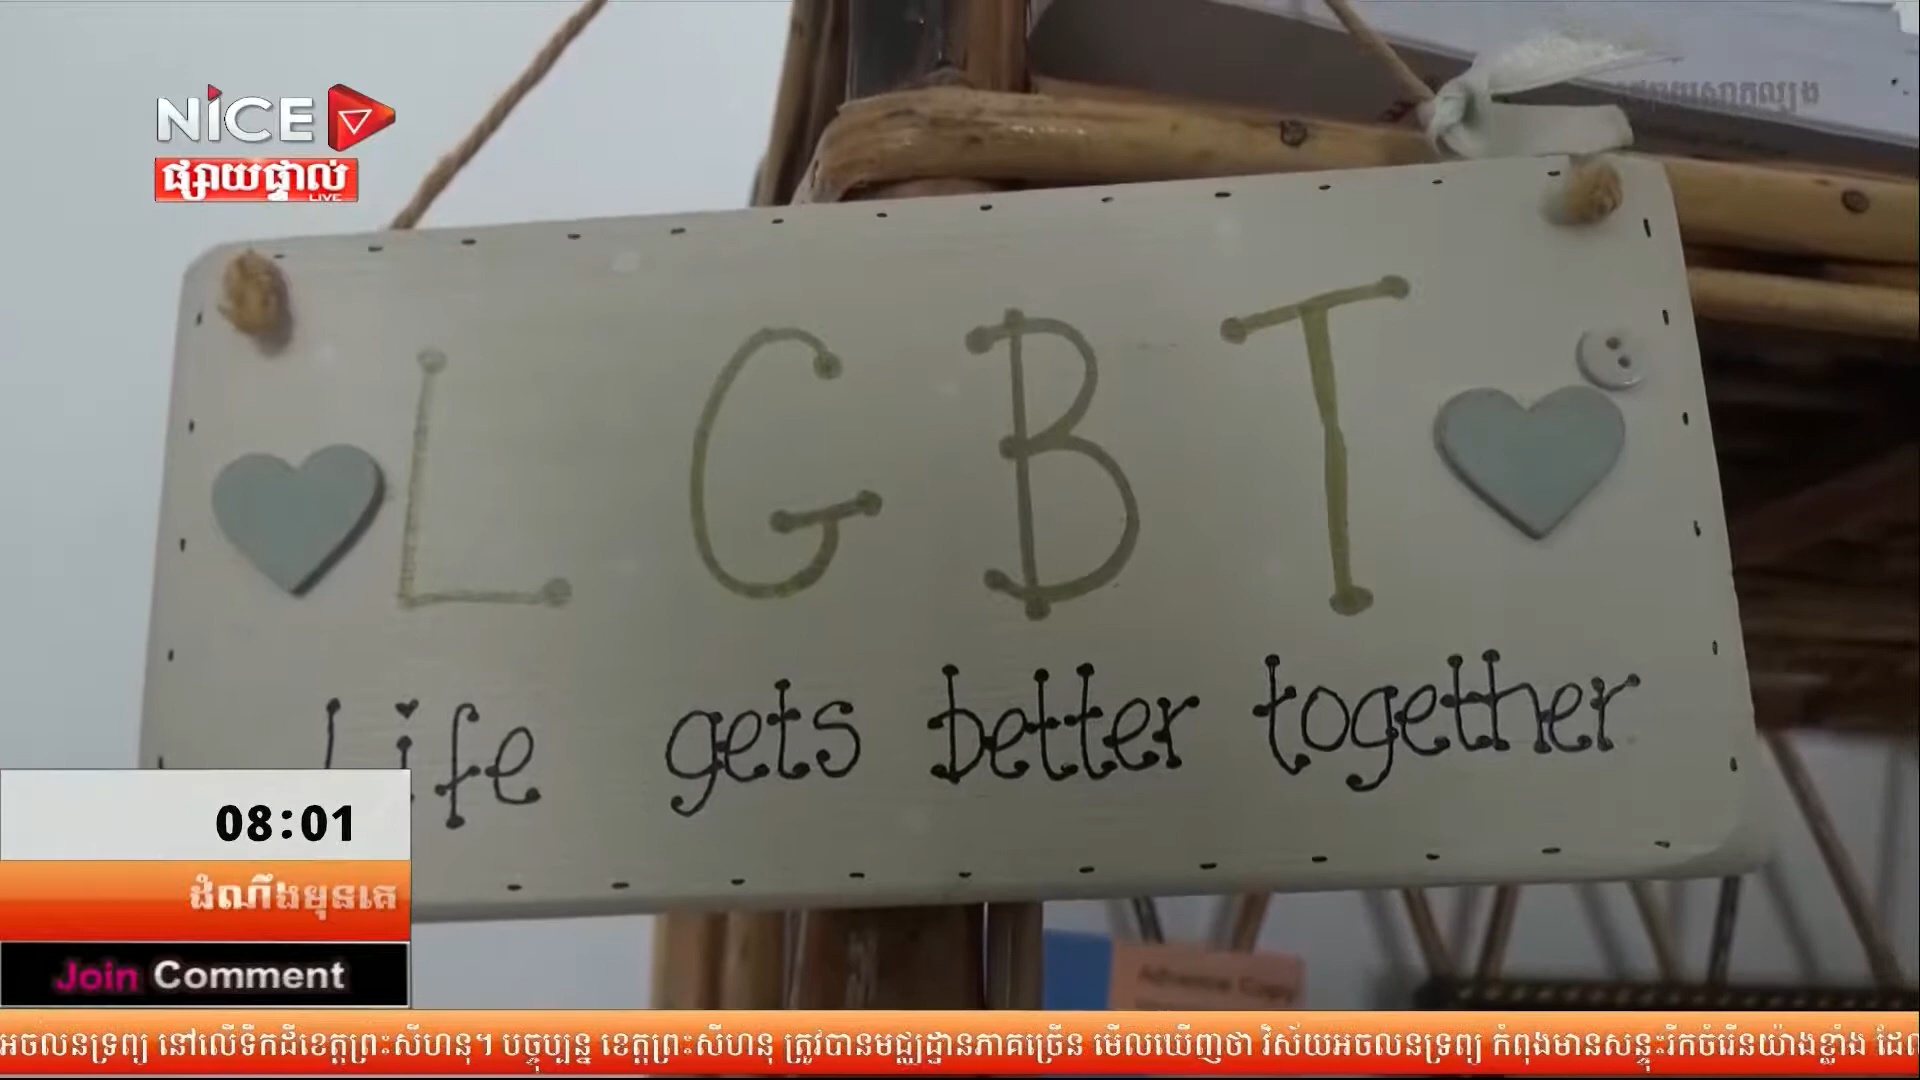 NiCE
ផ្សាយផ្ទាល់
LIVE
L G B T
Life gets better together
08:01
ដំណឹងមុនគេ
Join Comment
Advance Copy
អចលនទ្រព្យ នៅលើទឹកដីខេត្តព្រះសីហនុ។ បច្ចុប្បន្ន ខេត្តព្រះសីហនុ ត្រូវបានមជ្ឈដ្ឋានភាគច្រើន មើលឃើញថា វិស័យអចលនទ្រព្យ កំពុងមានសន្ទុះរីកចំរើនយ៉ាងខ្លាំង